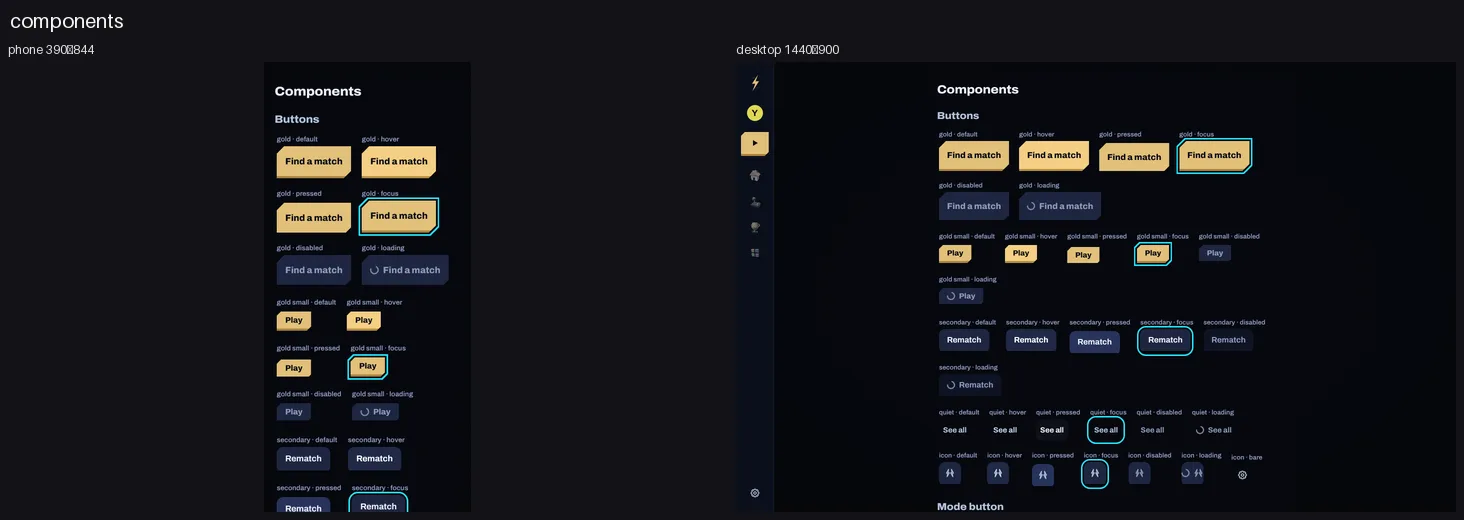 components
phone 390▯844
Components
Buttons
gold · default gold · hover
Find a match Find a match
gold · pressed gold · focus
Find a match Find a match
gold · disabled gold · loading
Find a match Find a match
gold small · default gold small · hover
Play Play
gold small · pressed gold small · focus
Play Play
gold small · disabled gold small · loading
Play Play
secondary · default secondary · hover
Rematch Rematch
secondary · pressed secondary · focus
Rematch Rematch
desktop 1440▯900
Y
Components
Buttons
gold · default gold · hover gold · pressed gold · focus
Find a match Find a match Find a match Find a match
gold · disabled gold · loading
Find a match Find a match
gold small · default gold small · hover gold small · pressed gold small · focus gold small · disabled
Play Play Play Play Play
gold small · loading
Play
secondary · default secondary · hover secondary · pressed secondary · focus secondary · disabled
Rematch Rematch Rematch Rematch Rematch
secondary · loading
Rematch
quiet · default quiet · hover quiet · pressed quiet · focus quiet · disabled quiet · loading
See all See all See all See all See all See all
icon · default icon · hover icon · pressed icon · focus icon · disabled icon · loading icon · bare
Mode button